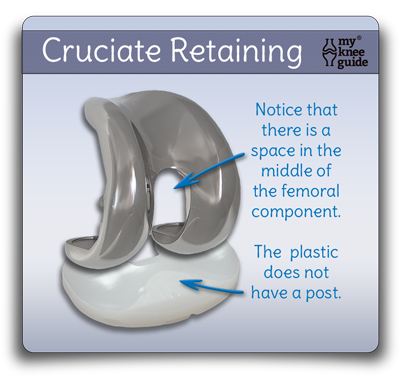 Cruciate Retaining
my®
knee
guide
Notice that
there is a
space in the
middle of
the femoral
component.
The plastic
does not
have a post.